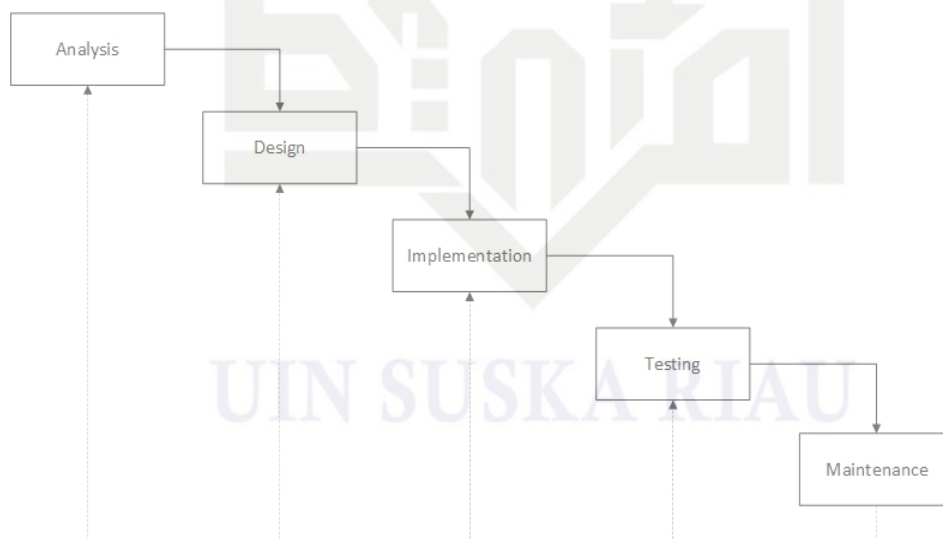 Analysis
Design
Implementation
Testing
UIN SUSKA RIAU
Maintenance